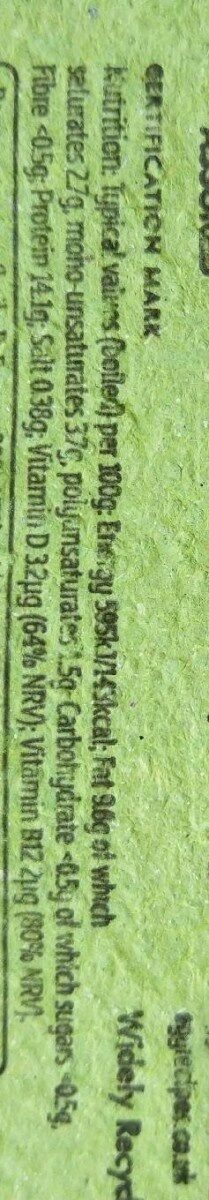 CERTIFICATION MARK
Nutrition: Typical values (boiled) per 100g: Energy 595kJ/143kcal; Fat 9.6g of which
saturates 2.7g, mono-unsaturates 3.7g, polyunsaturates 1.5g; Carbohydrate <0.5g of which sugars <0.5g,
Fibre <0.5g; Protein 14.1g; Salt 0.38g; Vitamin D 3.2µg (64% NRV); Vitamin B12 2µg (80% NRV).
Widely Recyc